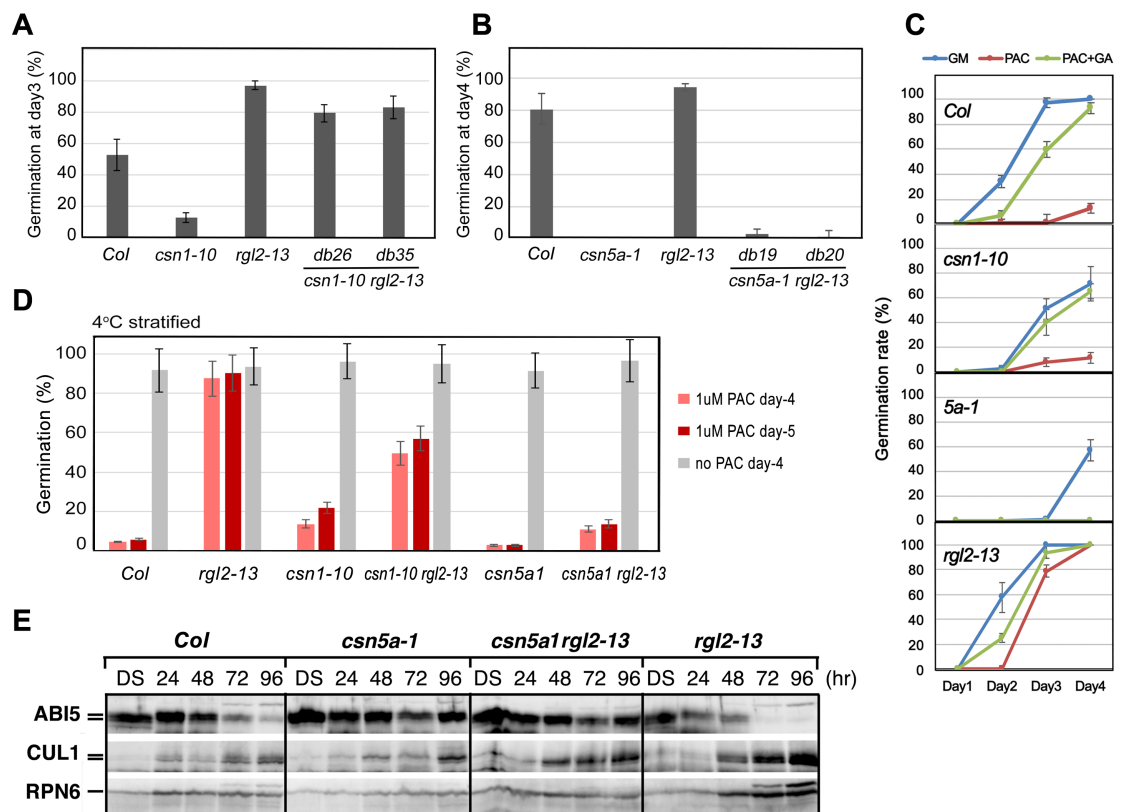 A
Germination at day3 (%)
100
80
60
40
20
0
Col
csn1-10
rgl2-13
db26
db35
csn1-10 rgl2-13
B
Germination at day4 (%)
100
80
60
40
20
0
Col
csn5a-1
rgl2-13
db19
db20
csn5a-1 rgl2-13
C
GM PAC PAC+GA
Germination rate (%)
Col
100
80
60
40
20
0
csn1-10
100
80
60
40
20
0
5a-1
100
80
60
40
20
0
rgl2-13
100
80
60
40
20
0
Day1 Day2 Day3 Day4
D
4°C stratified
Germination (%)
100
80
60
40
20
0
Col
rgl2-13
csn1-10
csn1-10 rgl2-13
csn5a1
csn5a1 rgl2-13
1uM PAC day-4
1uM PAC day-5
no PAC day-4
E
Col csn5a-1 csn5a1rgl2-13 rgl2-13
DS 24 48 72 96 DS 24 48 72 96 DS 24 48 72 96 DS 24 48 72 96 (hr)
ABI5
CUL1
RPN6